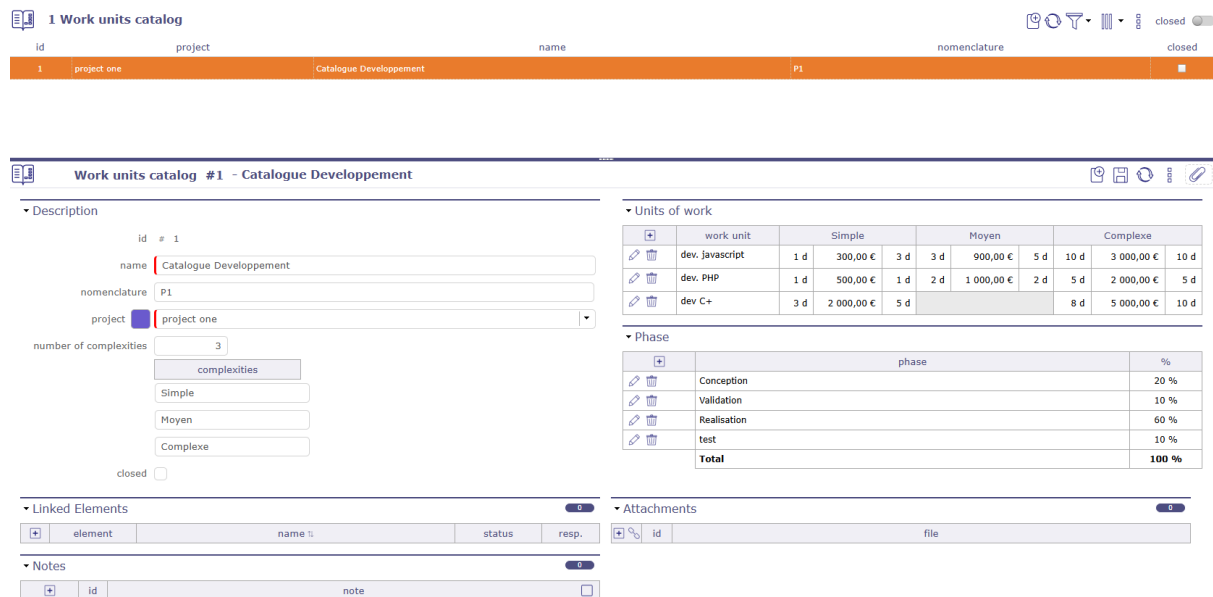 1 Work units catalog
closed
id project name nomenclature closed
1 project one Catalogue Developpement P1
Work units catalog #1 - Catalogue Developpement
Description
id # 1
name Catalogue Developpement
nomenclature P1
project project one
number of complexities 3
complexities
Simple
Moyen
Complexe
closed
Units of work
work unit Simple Moyen Complexe
dev. javascript 1 d 300,00 € 3 d 3 d 900,00 € 5 d 10 d 3 000,00 € 10 d
dev. PHP 1 d 500,00 € 1 d 2 d 1 000,00 € 2 d 5 d 2 000,00 € 5 d
dev C+ 3 d 2 000,00 € 5 d 8 d 5 000,00 € 10 d
Phase
phase %
Conception 20 %
Validation 10 %
Realisation 60 %
test 10 %
Total 100 %
Linked Elements 0
element name status resp.
Attachments 0
id file
Notes 0
id note